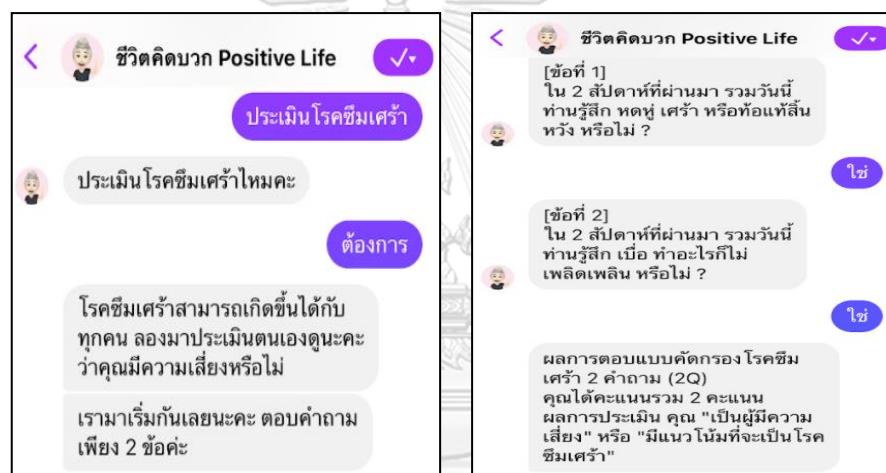 ชีวิตคิดบวก Positive Life
ประเมินโรคซึมเศร้า
ประเมินโรคซึมเศร้าไหมคะ
ต้องการ
โรคซึมเศร้าสามารถเกิดขึ้นได้กับ
ทุกคน ลองมาประเมินตนเองดูนะคะ
ว่าคุณมีความเสี่ยงหรือไม่
เรามาเริ่มกันเลยนะคะ ตอบคำถาม
เพียง 2 ข้อค่ะ
ชีวิตคิดบวก Positive Life
[ข้อที่ 1]
ใน 2 สัปดาห์ที่ผ่านมา รวมวันนี้
ท่านรู้สึก หดหู่ เศร้า หรือท้อแท้สิ้น
หวัง หรือไม่ ?
ใช่
[ข้อที่ 2]
ใน 2 สัปดาห์ที่ผ่านมา รวมวันนี้
ท่านรู้สึก เบื่อ ทำอะไรก็ไม่
เพลิดเพลิน หรือไม่ ?
ใช่
ผลการตอบแบบคัดกรองโรคซึม
เศร้า 2 คำถาม (2Q)
คุณได้คะแนนรวม 2 คะแนน
ผลการประเมิน คุณ "เป็นผู้มีความ
เสี่ยง" หรือ "มีแนวโน้มที่จะเป็นโรค
ซึมเศร้า"